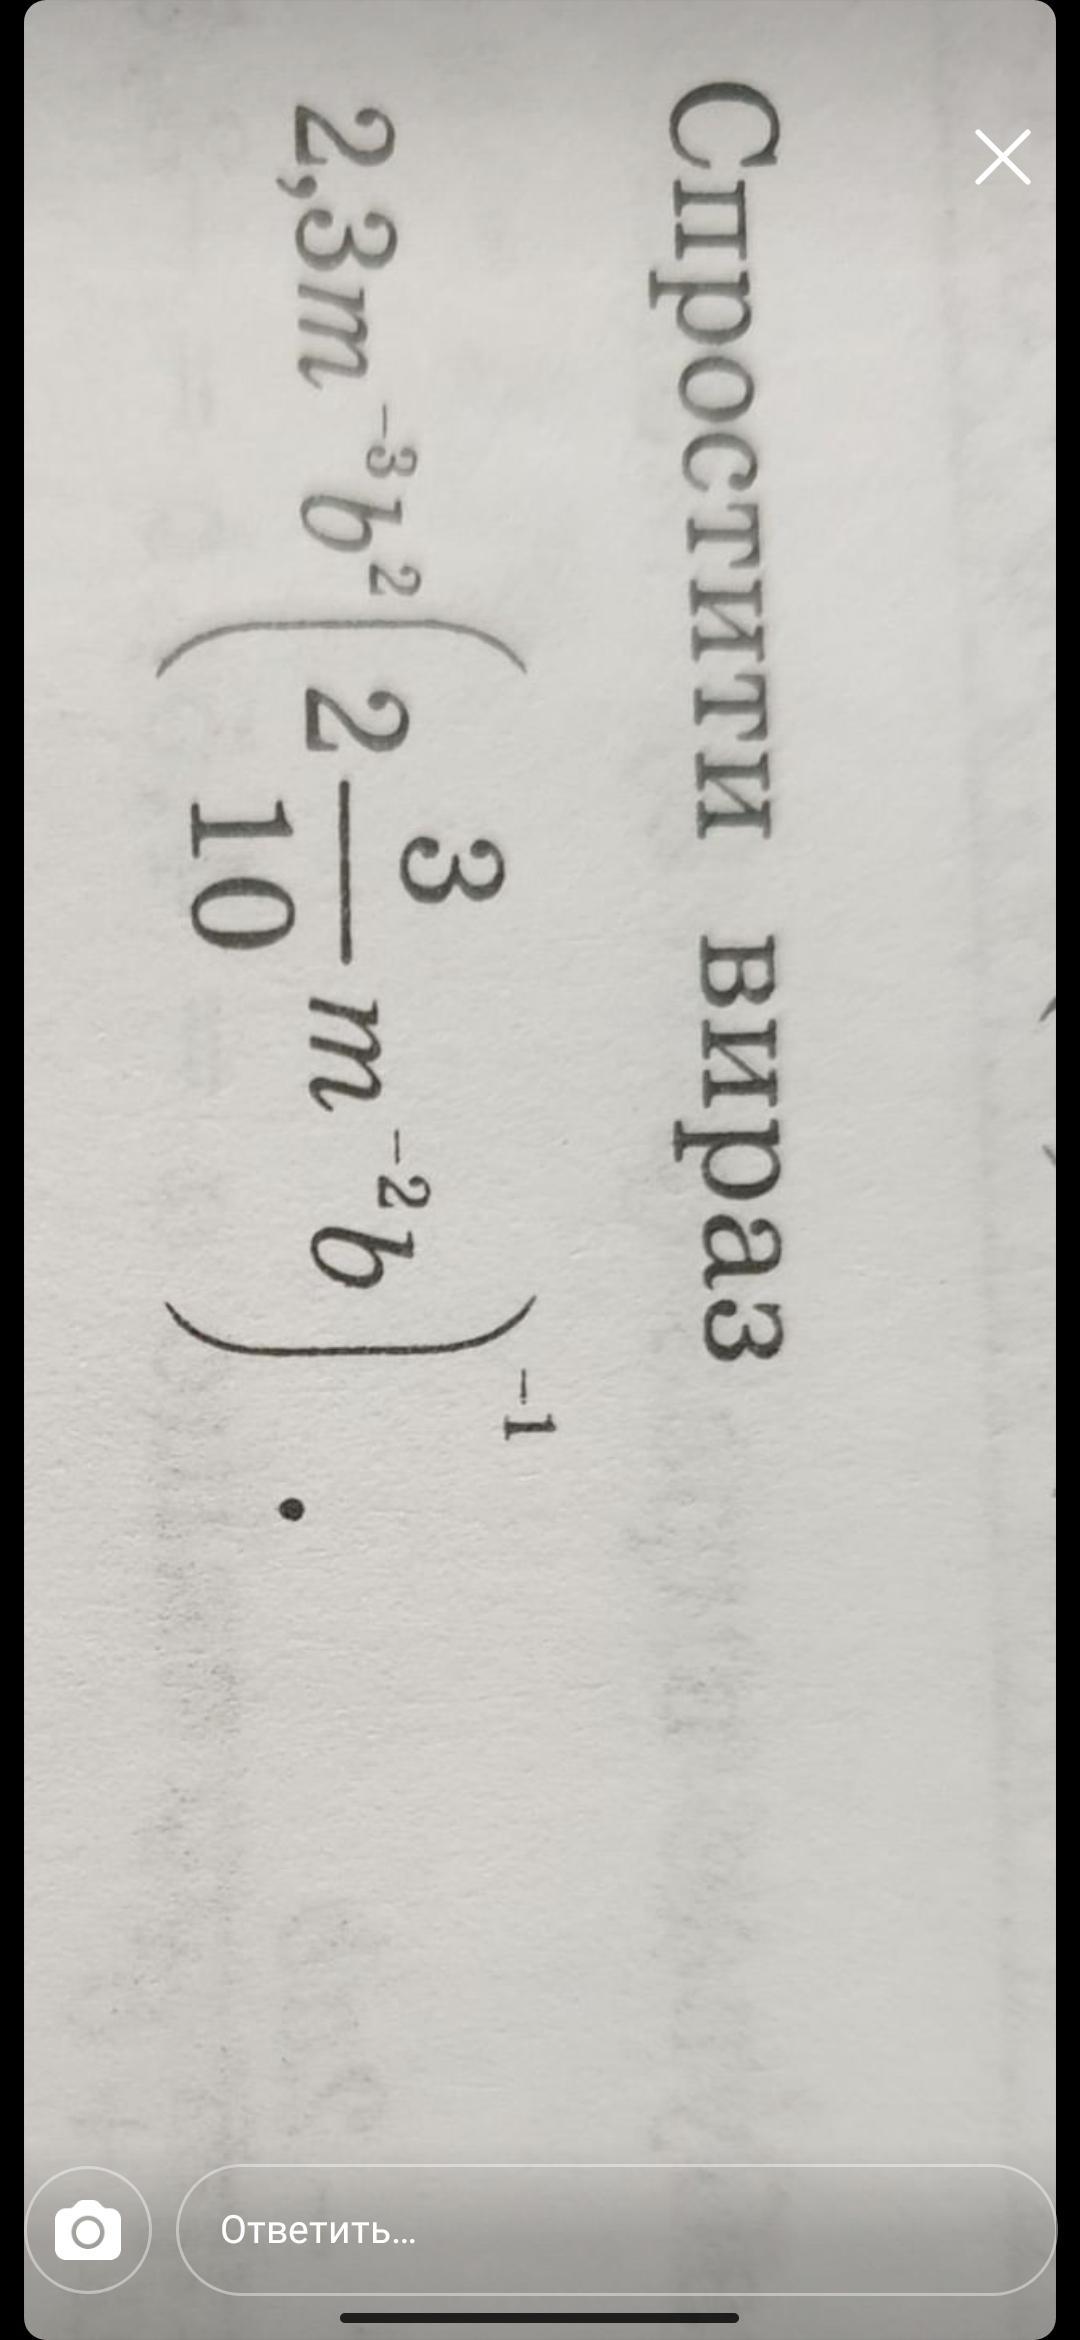 Спростити вираз
2,3m⁻³b²(2 3/10 m⁻²b)⁻¹.
Ответить...